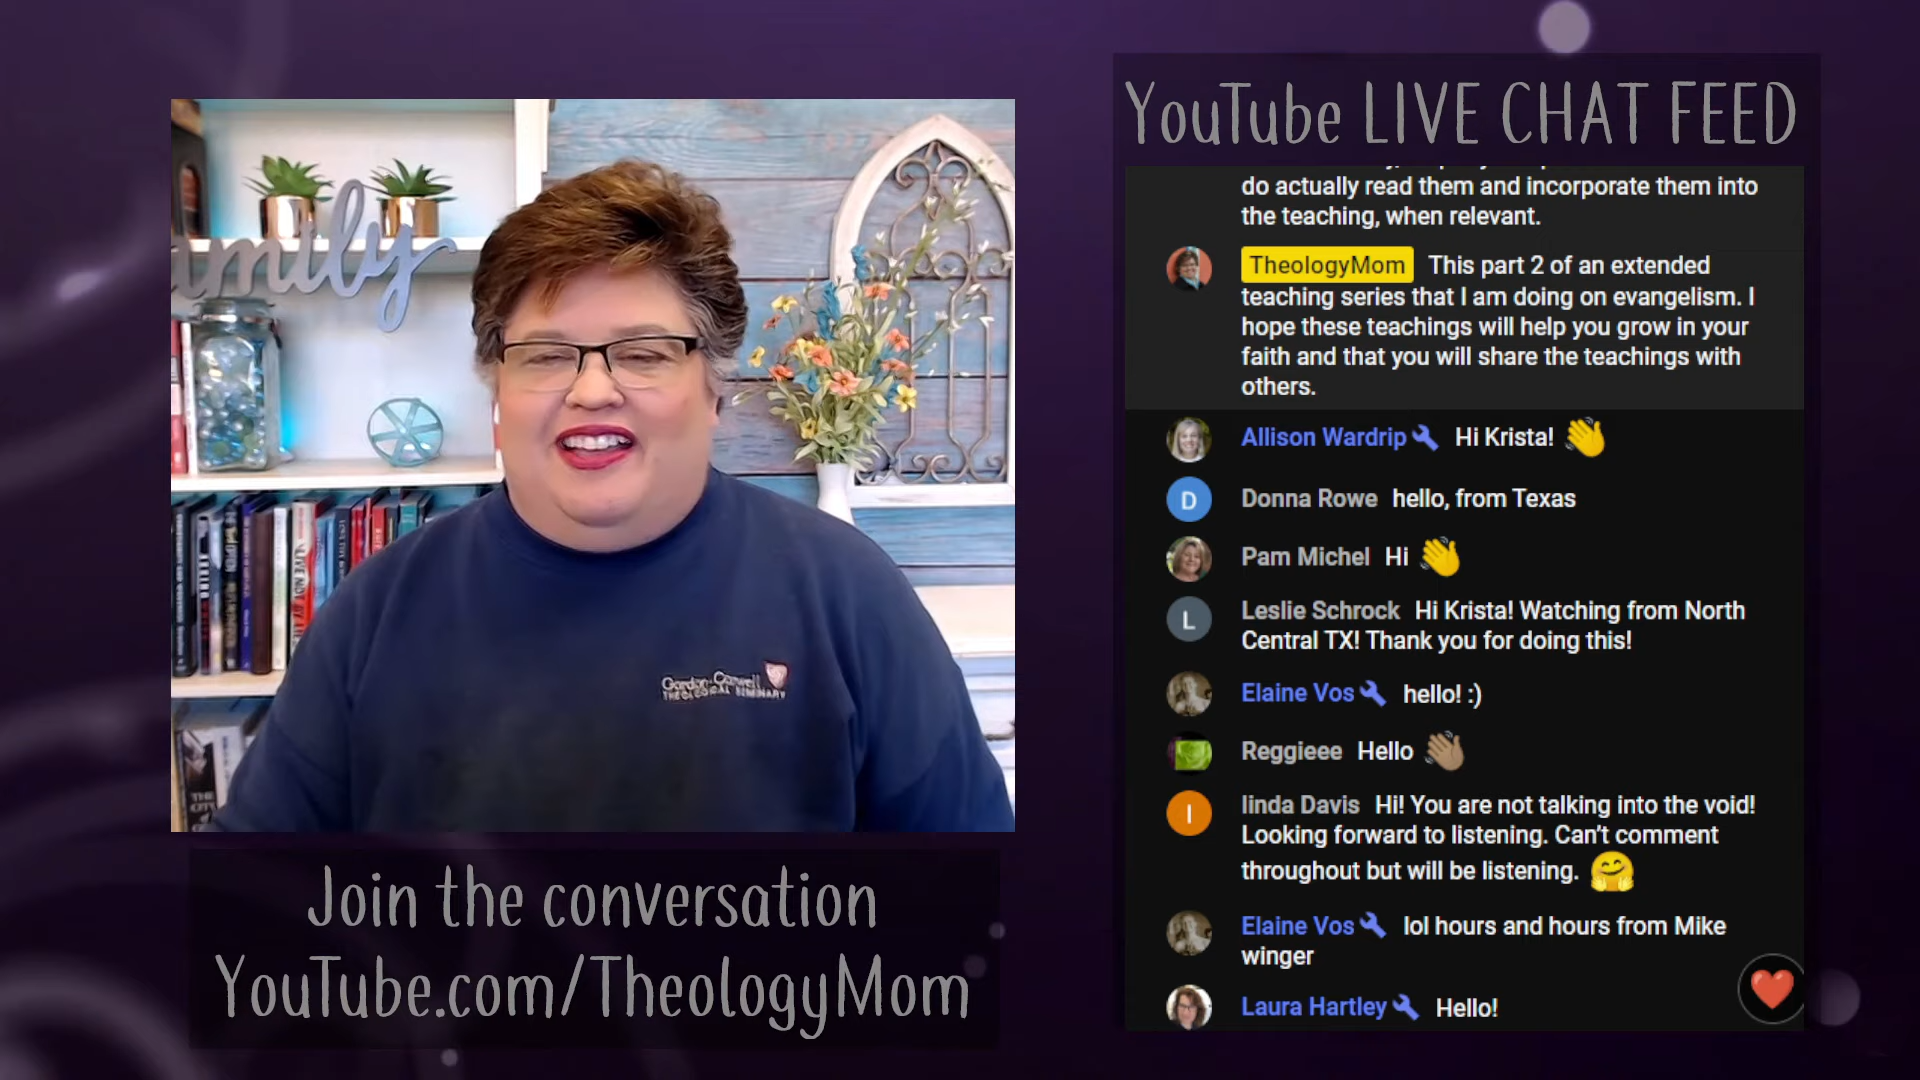 YouTube LIVE CHAT FEED
do actually read them and incorporate them into
the teaching, when relevant.
TheologyMom This part 2 of an extended
teaching series that I am doing on evangelism. I
hope these teachings will help you grow in your
faith and that you will share the teachings with
others.
Allison Wardrip Hi Krista! 👋
D Donna Rowe hello, from Texas
Pam Michel Hi 👋
L Leslie Schrock Hi Krista! Watching from North
Central TX! Thank you for doing this!
Elaine Vos hello! :)
Reggieee Hello 👋🏽
l linda Davis Hi! You are not talking into the void!
Looking forward to listening. Can't comment
throughout but will be listening. 🤗
Elaine Vos lol hours and hours from Mike
winger
Laura Hartley Hello!
family
Gordon-Conwell
THEOLOGICAL SEMINARY
Join the conversation
YouTube.com/TheologyMom